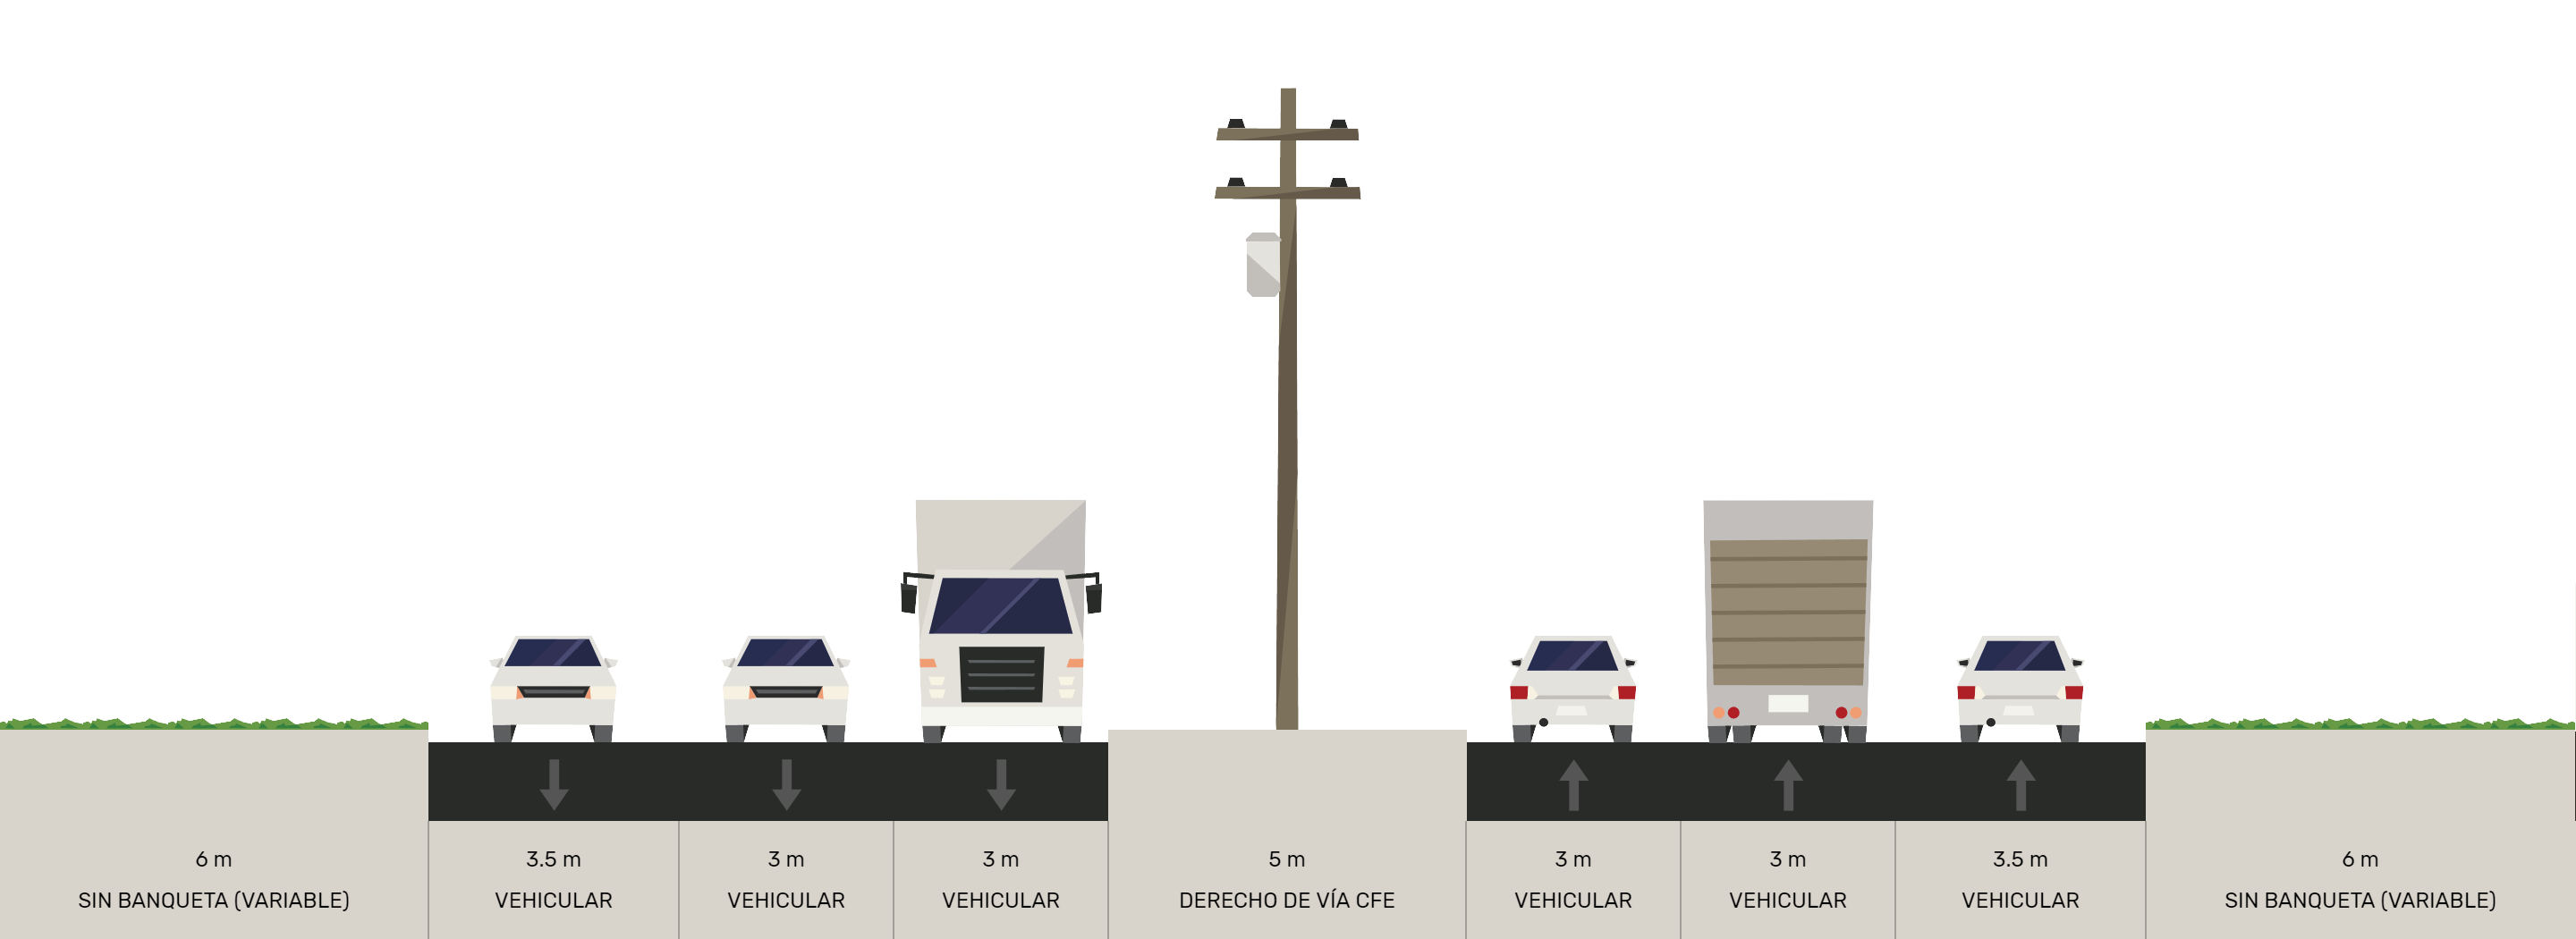 6 m
SIN BANQUETA (VARIABLE)
3.5 m
VEHICULAR
3 m
VEHICULAR
3 m
VEHICULAR
5 m
DERECHO DE VÍA CFE
3 m
VEHICULAR
3 m
VEHICULAR
3.5 m
VEHICULAR
6 m
SIN BANQUETA (VARIABLE)